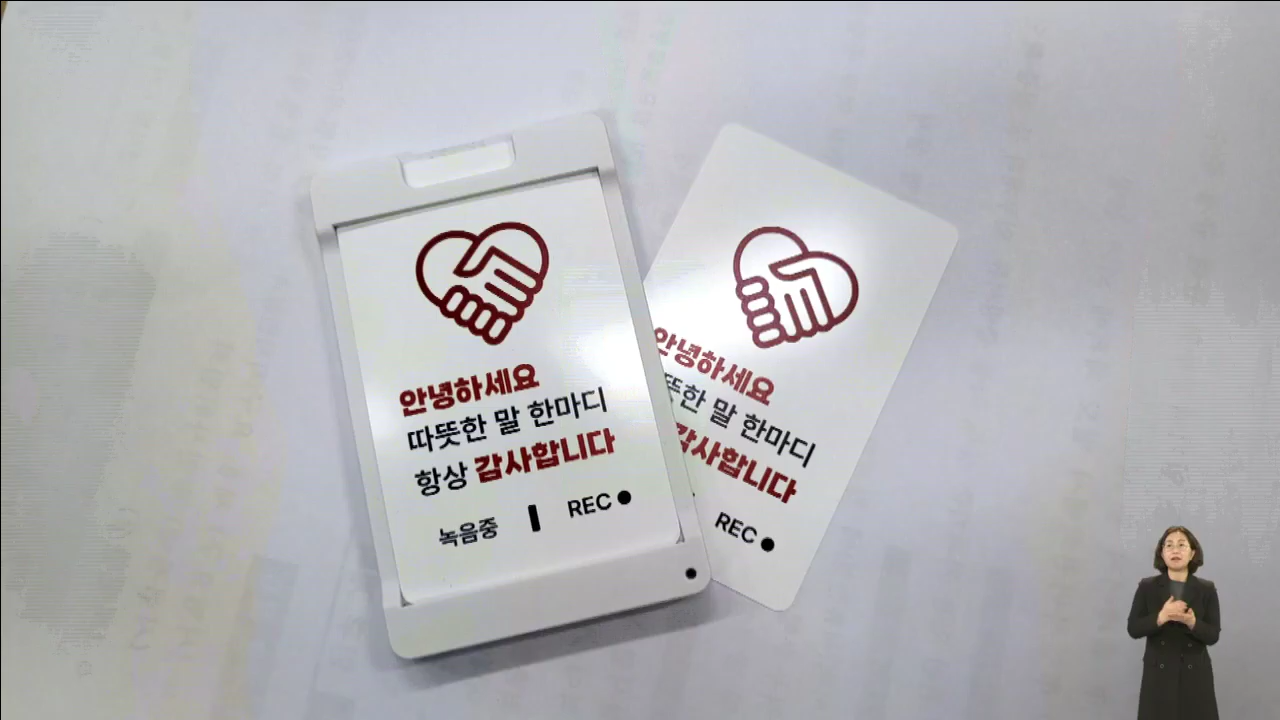 안녕하세요
따뜻한 말 한마디
항상 감사합니다
녹음중 | REC ●
안녕하세요
한 말 한마디
감사합니다
REC ●